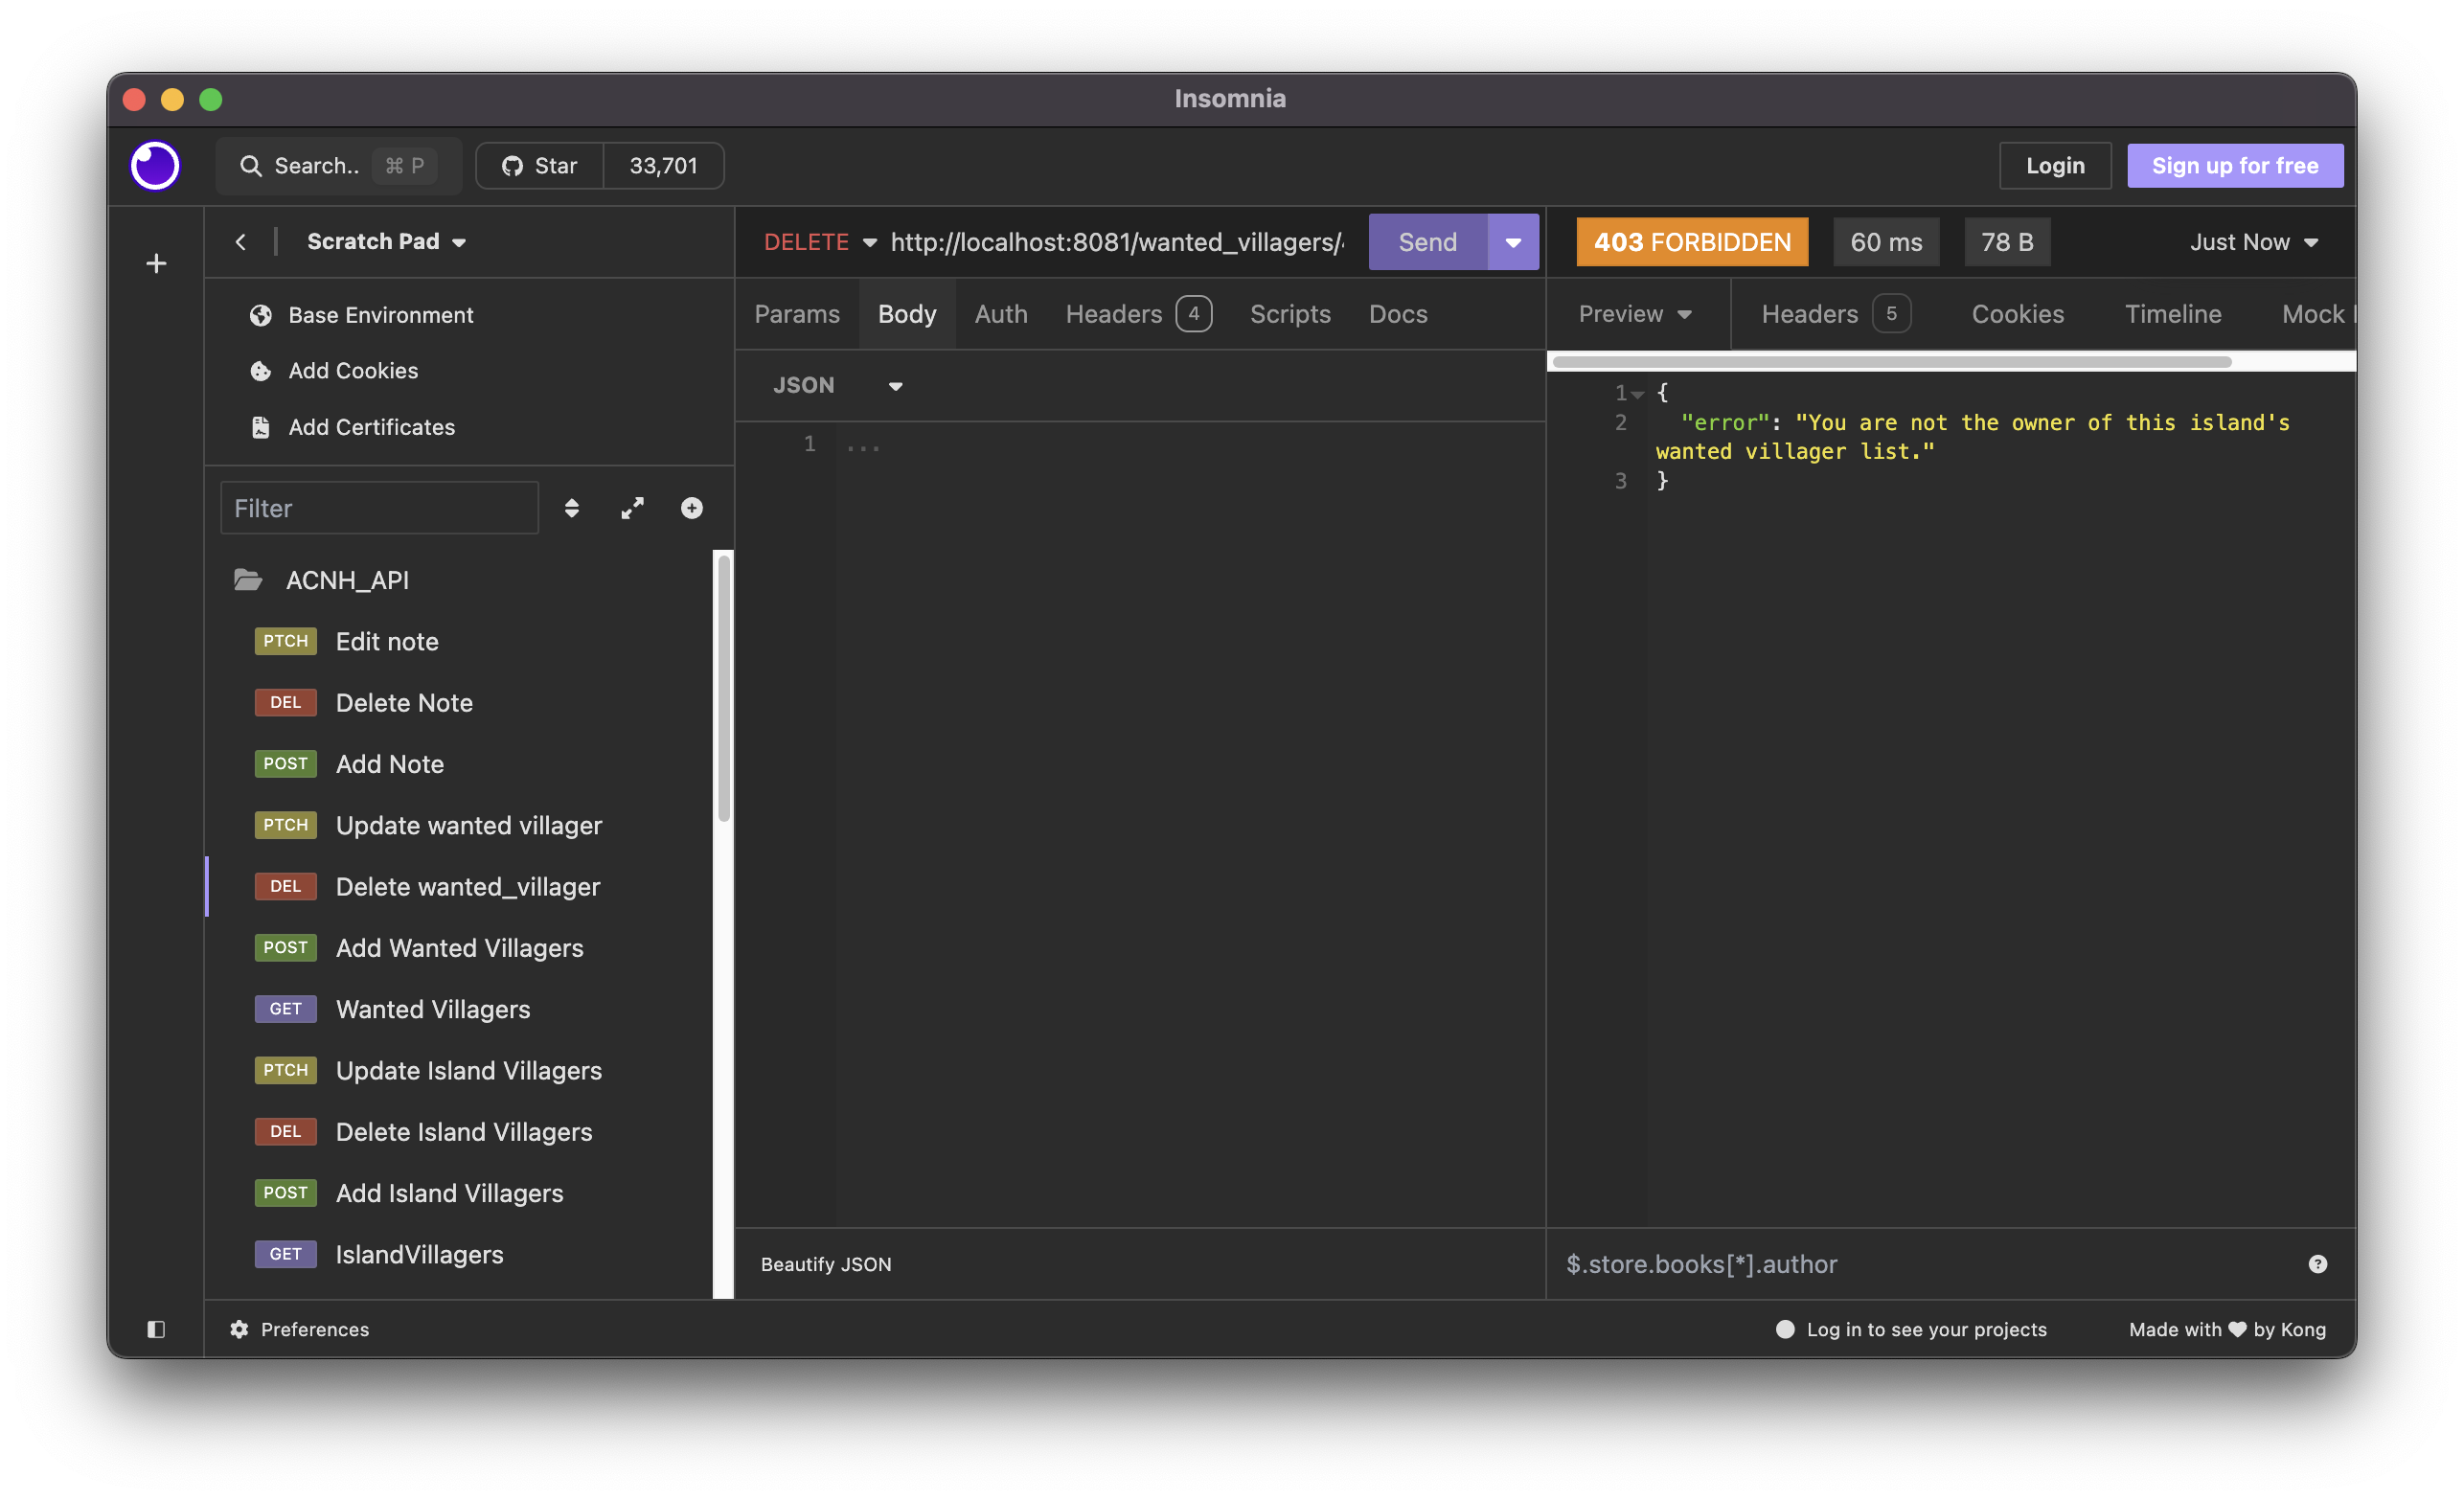 Insomnia
Search.. ⌘ P
Star 33,701
Login
Sign up for free
Scratch Pad
Base Environment
Add Cookies
Add Certificates
Filter
ACNH_API
PTCH Edit note
DEL Delete Note
POST Add Note
PTCH Update wanted villager
DEL Delete wanted_villager
POST Add Wanted Villagers
GET Wanted Villagers
PTCH Update Island Villagers
DEL Delete Island Villagers
POST Add Island Villagers
GET IslandVillagers
DELETE http://localhost:8081/wanted_villagers/
Send
Params Body Auth Headers 4 Scripts Docs
JSON
1 ...
Beautify JSON
403 FORBIDDEN 60 ms 78 B Just Now
Preview Headers 5 Cookies Timeline Mock
1 {
2 "error": "You are not the owner of this island's
wanted villager list."
3 }
$.store.books[*].author
Preferences
Log in to see your projects
Made with ♥ by Kong